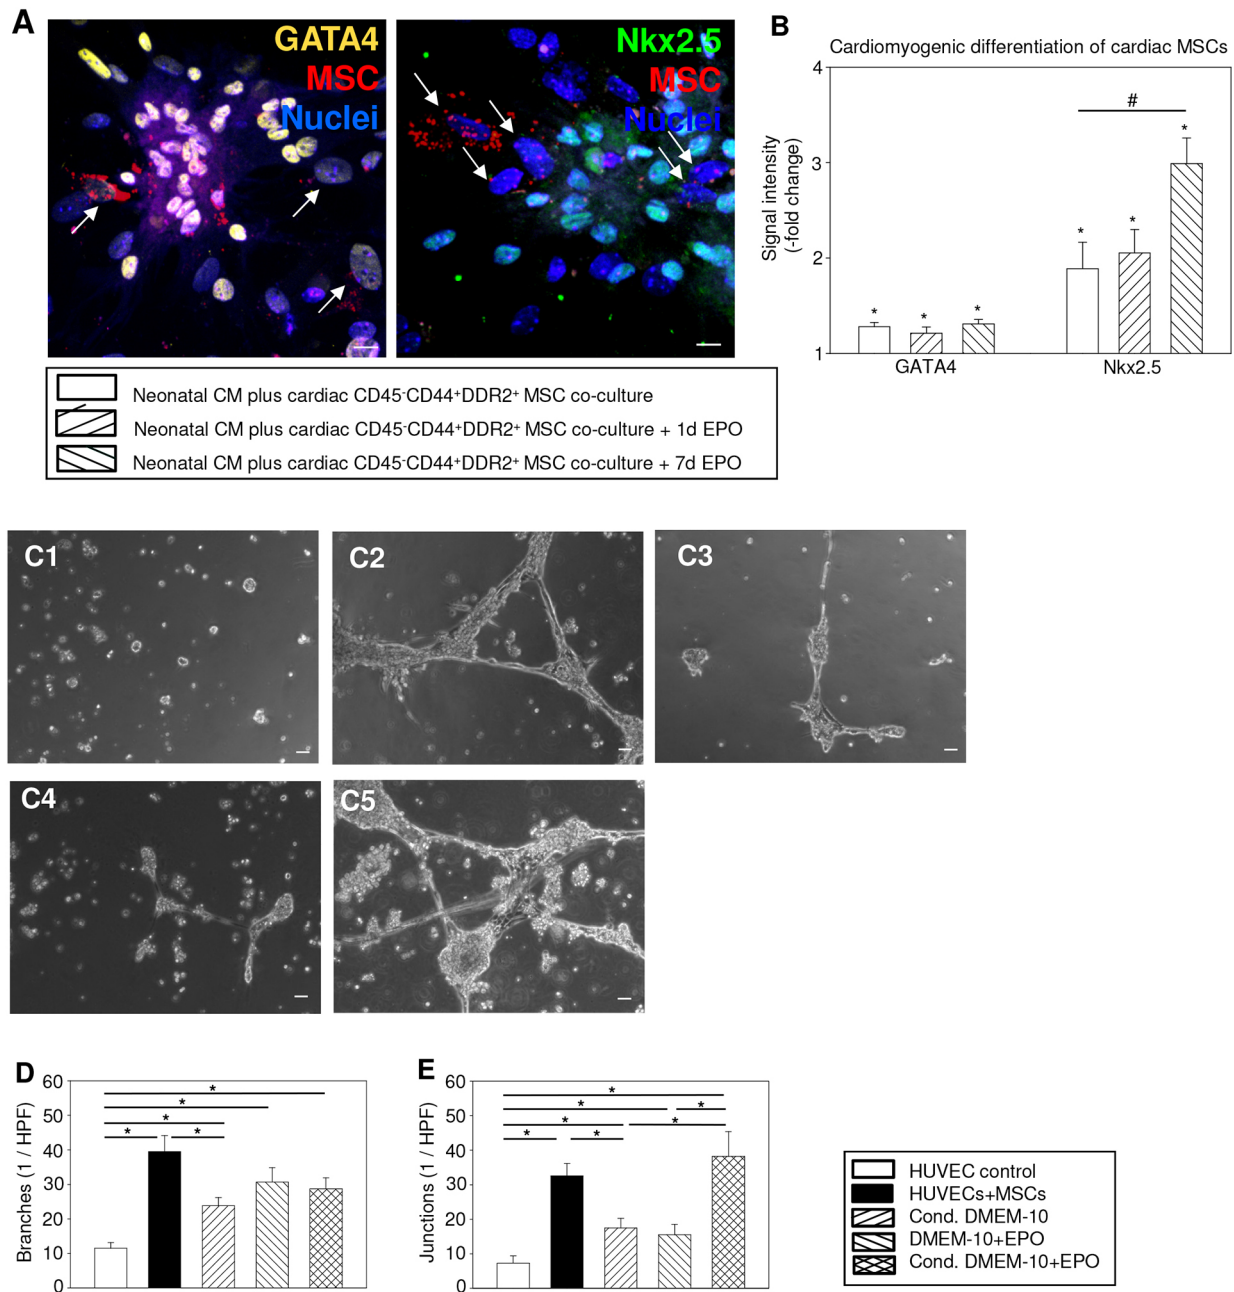 A
GATA4
MSC
Nuclei
Nkx2.5
MSC
Nuclei
B
Cardiomyogenic differentiation of cardiac MSCs
Signal intensity
(-fold change)
4
3
2
1
#
*
*
*
*
*
*
GATA4
Nkx2.5
Neonatal CM plus cardiac CD45-CD44+DDR2+ MSC co-culture
Neonatal CM plus cardiac CD45-CD44+DDR2+ MSC co-culture + 1d EPO
Neonatal CM plus cardiac CD45-CD44+DDR2+ MSC co-culture + 7d EPO
C1
C2
C3
C4
C5
D
Branches (1 / HPF)
60
50
40
30
20
10
0
*
*
*
*
*
E
Junctions (1 / HPF)
60
50
40
30
20
10
0
*
*
*
*
*
*
*
HUVEC control
HUVECs+MSCs
Cond. DMEM-10
DMEM-10+EPO
Cond. DMEM-10+EPO